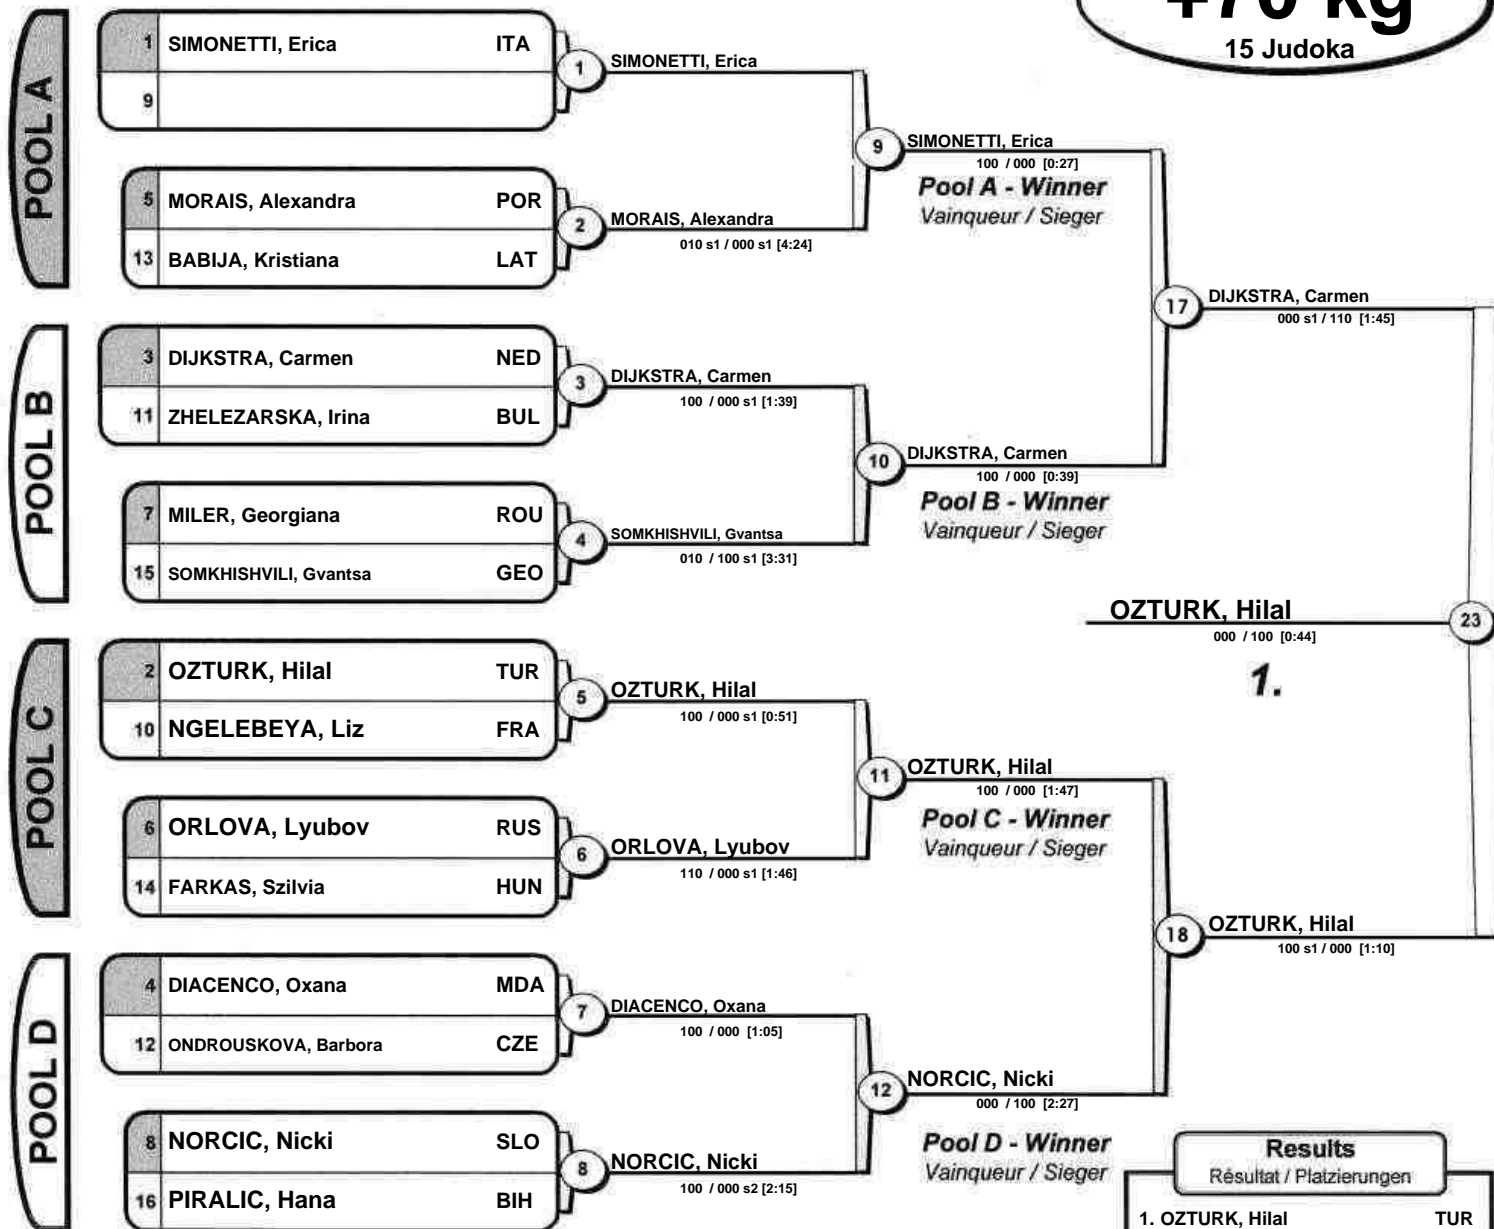 +70 kg
15 Judoka
POOL A
1 SIMONETTI, Erica ITA
9
1 SIMONETTI, Erica
5 MORAIS, Alexandra POR
13 BABIJA, Kristiana LAT
2 MORAIS, Alexandra
010 s1 / 000 s1 [4:24]
9 SIMONETTI, Erica
100 / 000 [0:27]
Pool A - Winner
Vainqueur / Sieger
POOL B
3 DIJKSTRA, Carmen NED
11 ZHELEZARSKA, Irina BUL
3 DIJKSTRA, Carmen
100 / 000 s1 [1:39]
7 MILER, Georgiana ROU
15 SOMKHISHVILI, Gvantsa GEO
4 SOMKHISHVILI, Gvantsa
010 / 100 s1 [3:31]
10 DIJKSTRA, Carmen
100 / 000 [0:39]
Pool B - Winner
Vainqueur / Sieger
17 DIJKSTRA, Carmen
000 s1 / 110 [1:45]
OZTURK, Hilal 23
000 / 100 [0:44]
1.
POOL C
2 OZTURK, Hilal TUR
10 NGELEBEYA, Liz FRA
5 OZTURK, Hilal
100 / 000 s1 [0:51]
6 ORLOVA, Lyubov RUS
14 FARKAS, Szilvia HUN
6 ORLOVA, Lyubov
110 / 000 s1 [1:46]
11 OZTURK, Hilal
100 / 000 [1:47]
Pool C - Winner
Vainqueur / Sieger
18 OZTURK, Hilal
100 s1 / 000 [1:10]
POOL D
4 DIACENCO, Oxana MDA
12 ONDROUSKOVA, Barbora CZE
7 DIACENCO, Oxana
100 / 000 [1:05]
8 NORCIC, Nicki SLO
16 PIRALIC, Hana BIH
8 NORCIC, Nicki
100 / 000 s2 [2:15]
12 NORCIC, Nicki
000 / 100 [2:27]
Pool D - Winner
Vainqueur / Sieger
Results
Résultat / Platzierungen
1. OZTURK, Hilal TUR